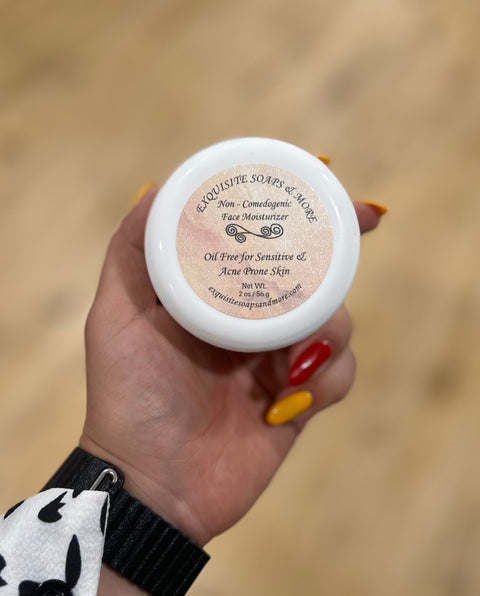 EXQUISITE SOAPS & MORE
Non - Comedogenic
Face Moisturizer
Oil Free for Sensitive &
Acne Prone Skin
Net Wt.
2 oz / 56 g
exquisitesoapsandmore.com